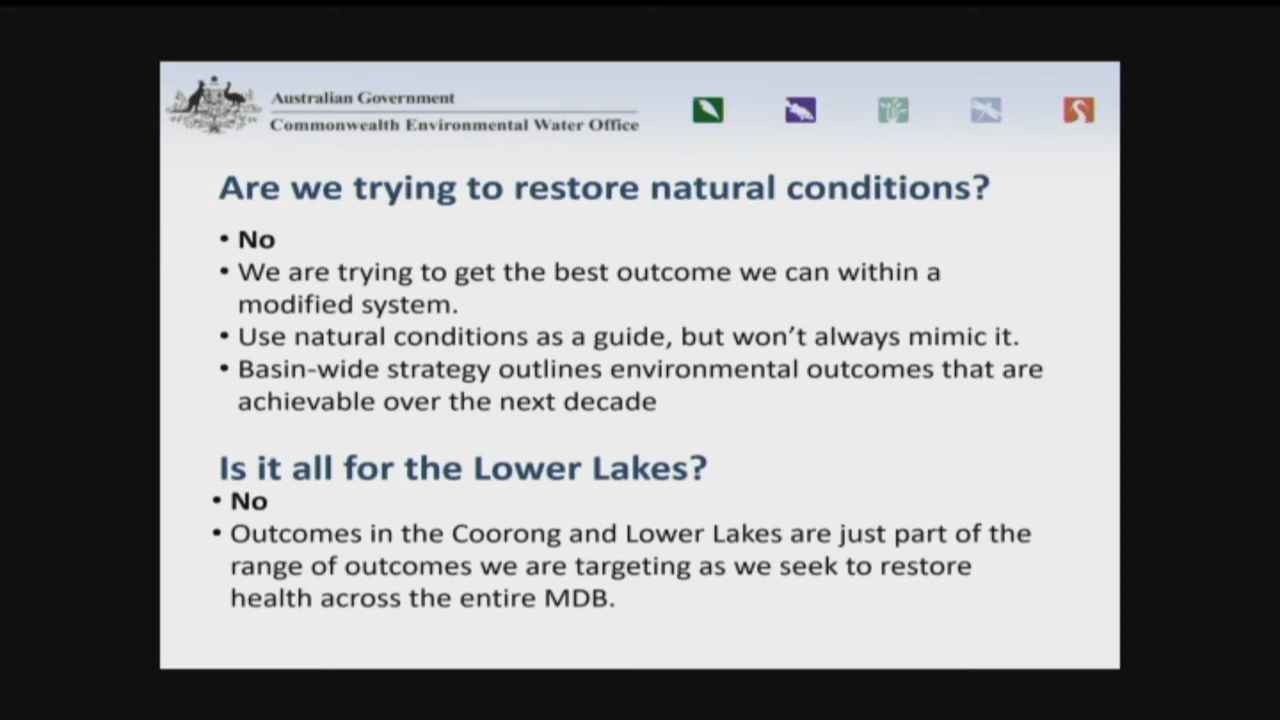 Australian Government
Commonwealth Environmental Water Office
Are we trying to restore natural conditions?
• No
• We are trying to get the best outcome we can within a
modified system.
• Use natural conditions as a guide, but won’t always mimic it.
• Basin-wide strategy outlines environmental outcomes that are
achievable over the next decade
Is it all for the Lower Lakes?
• No
• Outcomes in the Coorong and Lower Lakes are just part of the
range of outcomes we are targeting as we seek to restore
health across the entire MDB.